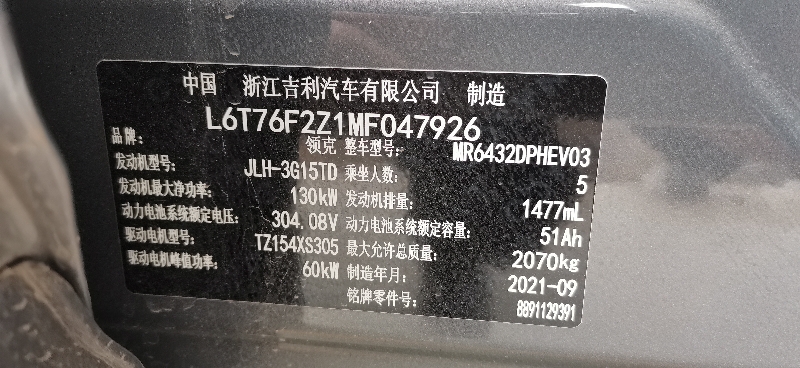 中国 浙江吉利汽车有限公司 制造
L6T76F2Z1MF047926
品牌: 领克 整车型号: MR6432DPHEV03
发动机型号: JLH-3G15TD 乘坐人数: 5
发动机最大净功率: 130kW 发动机排量: 1477mL
动力电池系统额定电压: 304.08V 动力电池系统额定容量: 51Ah
驱动电机型号: TZ154XS305 最大允许总质量: 2070kg
驱动电机峰值功率: 60kW 制造年月: 2021-09
铭牌零件号: 8891129391